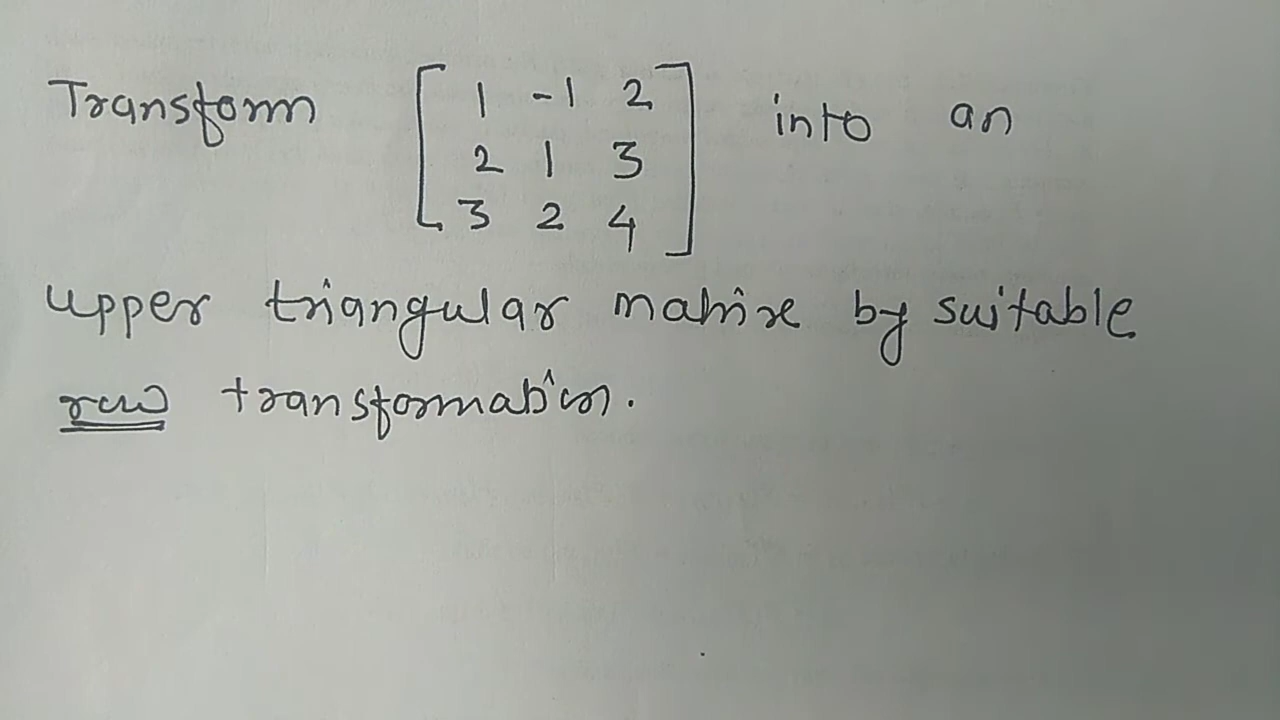 Transform [ 1 -1 2 ] into an
2 1 3
3 2 4
upper triangular matrix by suitable
row transformation.